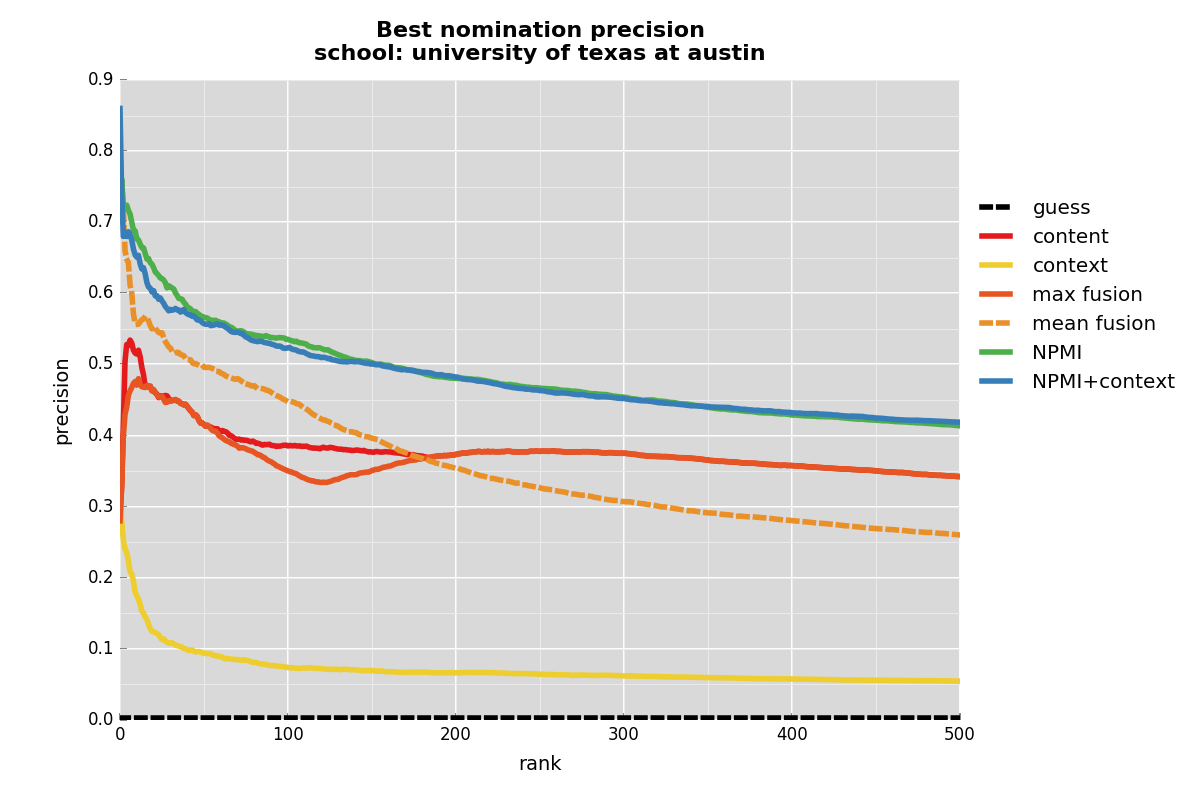 Best nomination precision
school: university of texas at austin
precision
0.9
0.8
0.7
0.6
0.5
0.4
0.3
0.2
0.1
0.0
0 100 200 300 400 500
rank
guess
content
context
max fusion
mean fusion
NPMI
NPMI+context